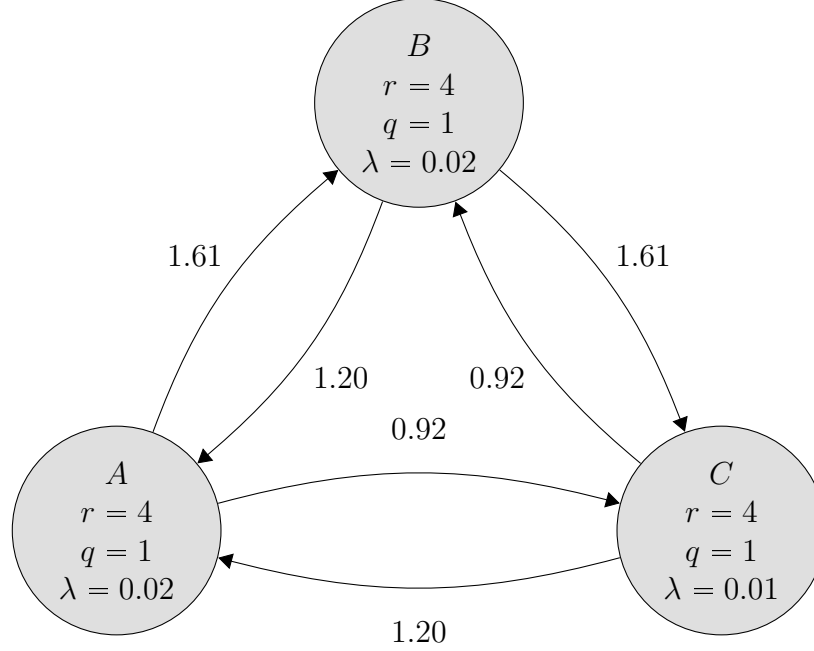 B
r = 4
q = 1
λ = 0.02
1.61
1.61
1.20
0.92
0.92
A
r = 4
q = 1
λ = 0.02
C
r = 4
q = 1
λ = 0.01
1.20